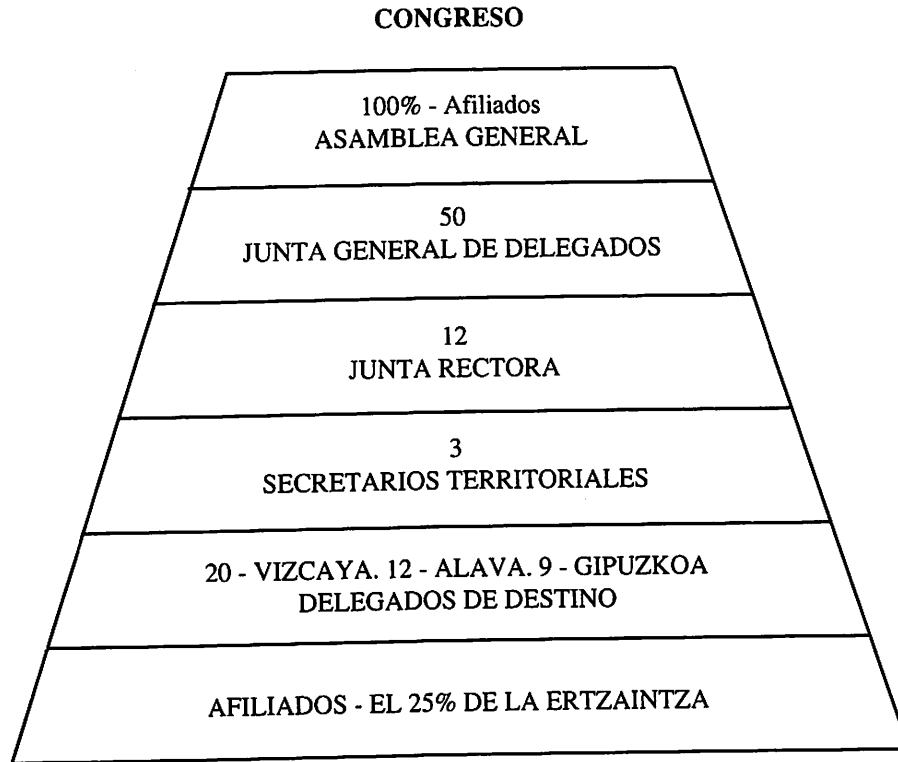 CONGRESO
100% - Afiliados
ASAMBLEA GENERAL
50
JUNTA GENERAL DE DELEGADOS
12
JUNTA RECTORA
3
SECRETARIOS TERRITORIALES
20 - VIZCAYA. 12 - ALAVA. 9 - GIPUZKOA
DELEGADOS DE DESTINO
AFILIADOS - EL 25% DE LA ERTZAINTZA